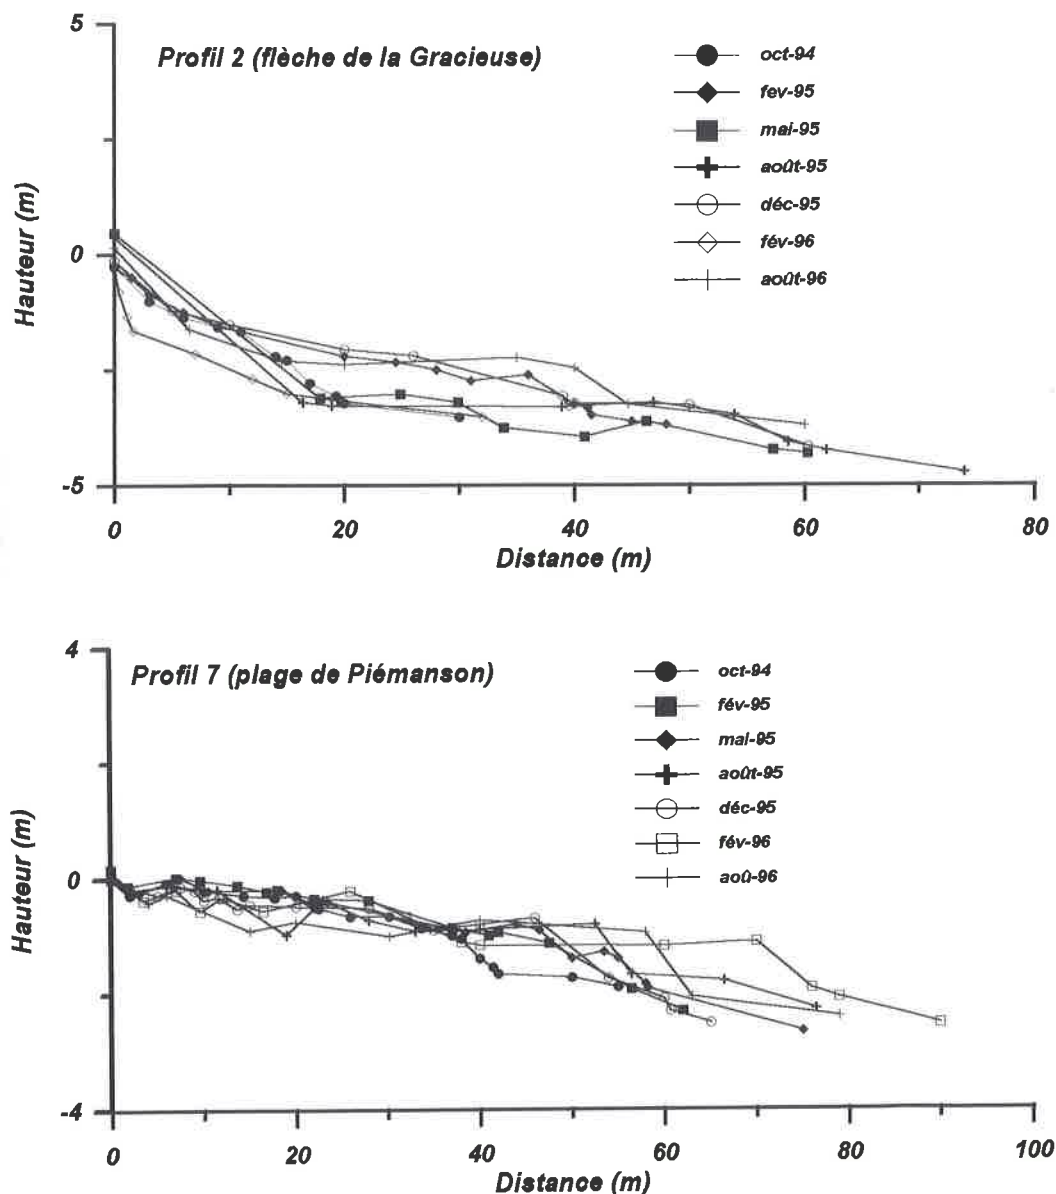 5
Profil 2 (flèche de la Gracieuse)
oct-94
fev-95
mai-95
août-95
déc-95
fév-96
août-96
Hauteur (m)
0
-5
0
20
40
60
80
Distance (m)
4
Profil 7 (plage de Piémanson)
oct-94
fév-95
mai-95
août-95
déc-95
fév-96
aoû-96
Hauteur (m)
0
-4
0
20
40
60
80
100
Distance (m)